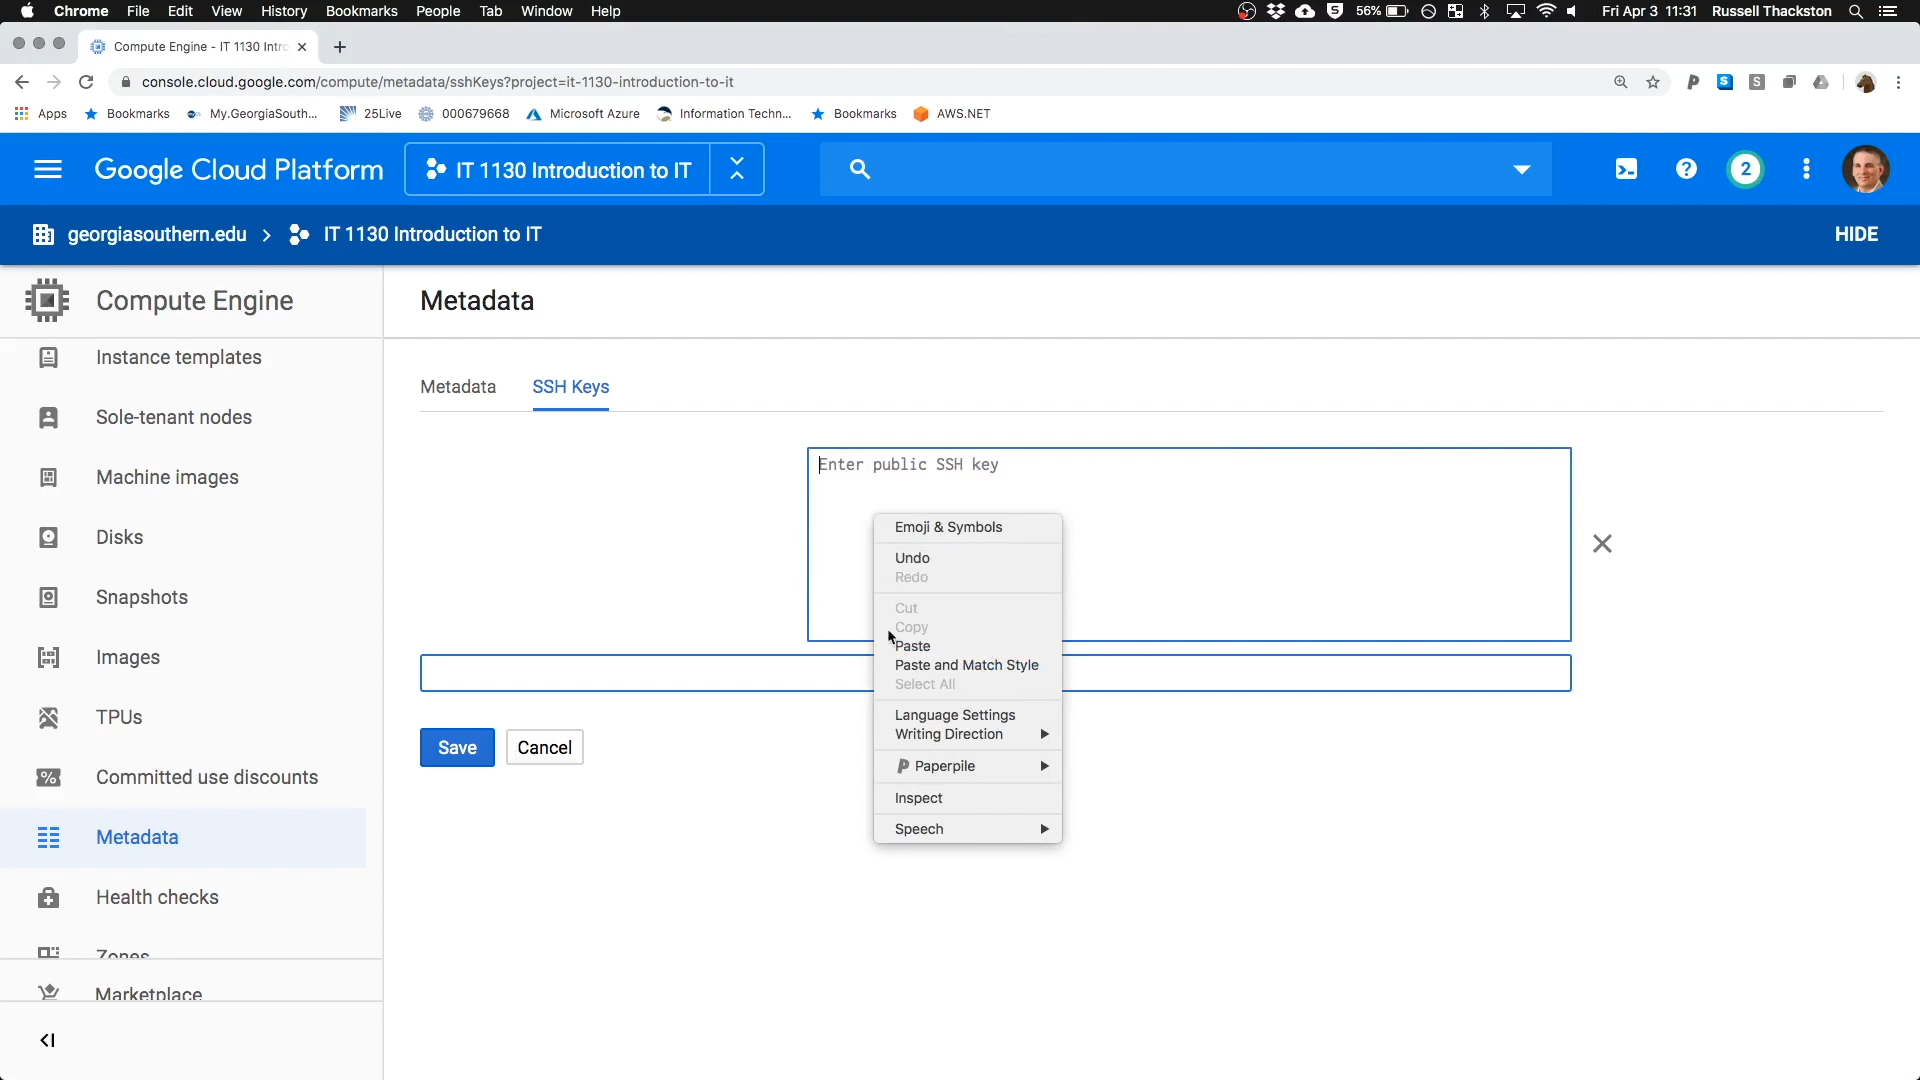 Chrome File Edit View History Bookmarks People Tab Window Help
56% Fri Apr 3 11:31 Russell Thackston
Compute Engine - IT 1130 Intro
console.cloud.google.com/compute/metadata/sshKeys?project=it-1130-introduction-to-it
Apps Bookmarks My.GeorgiaSouth... 25Live 000679668 Microsoft Azure Information Techn... Bookmarks AWS.NET
Google Cloud Platform IT 1130 Introduction to IT 2
georgiasouthern.edu > IT 1130 Introduction to IT HIDE
Compute Engine
Metadata
Instance templates
Sole-tenant nodes
Machine images
Disks
Snapshots
Images
TPUs
Committed use discounts
Metadata
Health checks
Zones
Marketplace
Metadata SSH Keys
Enter public SSH key
Save Cancel
Emoji & Symbols
Undo
Redo
Cut
Copy
Paste
Paste and Match Style
Select All
Language Settings
Writing Direction
Paperpile
Inspect
Speech